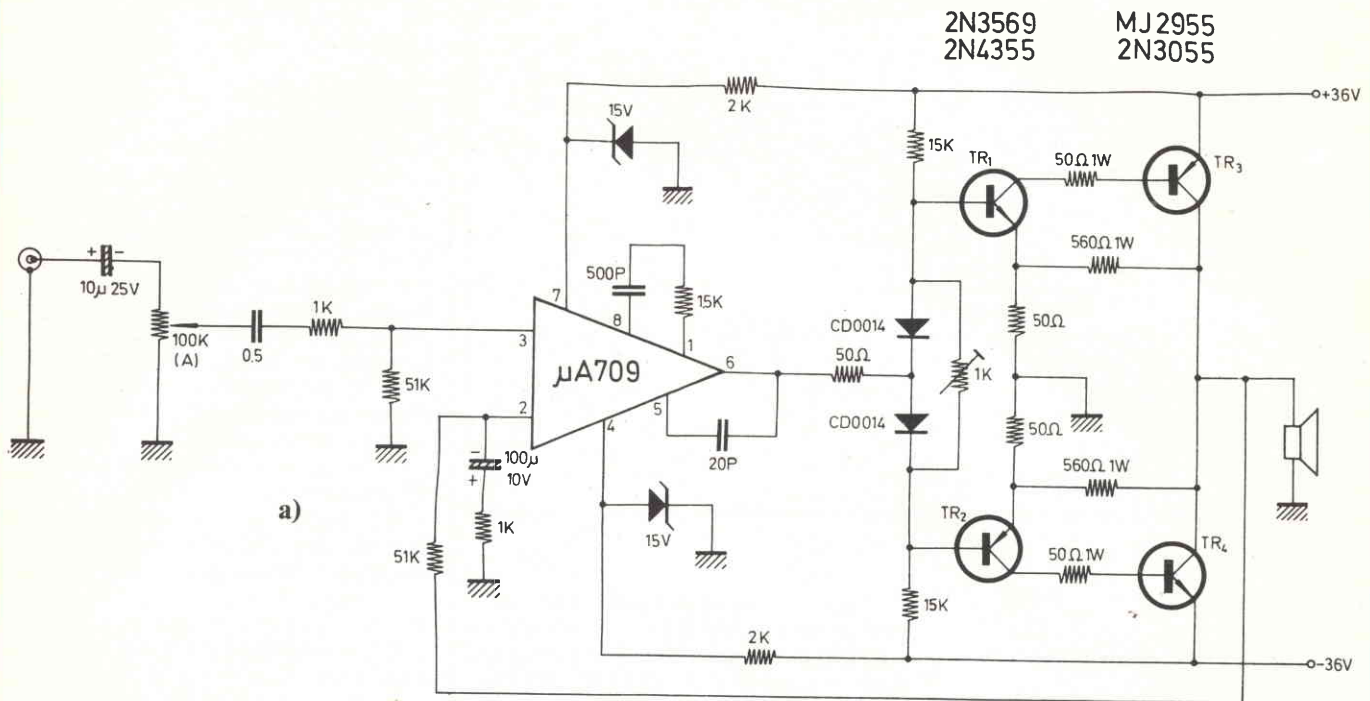 2N3569 MJ2955
2N4355 2N3055
2K
+36V
15V
15K
TR1
50Ω 1W
TR3
560Ω 1W
10µ 25V
+ -
100K
(A)
0.5
1K
51K
500P
15K
7
8
1
3
2
µA709
6
5
4
20P
50Ω
CD0014
CD0014
1K
50Ω
50Ω
560Ω 1W
-
100µ
+
10V
1K
51K
15V
TR2
50Ω 1W
TR4
15K
2K
-36V
a)